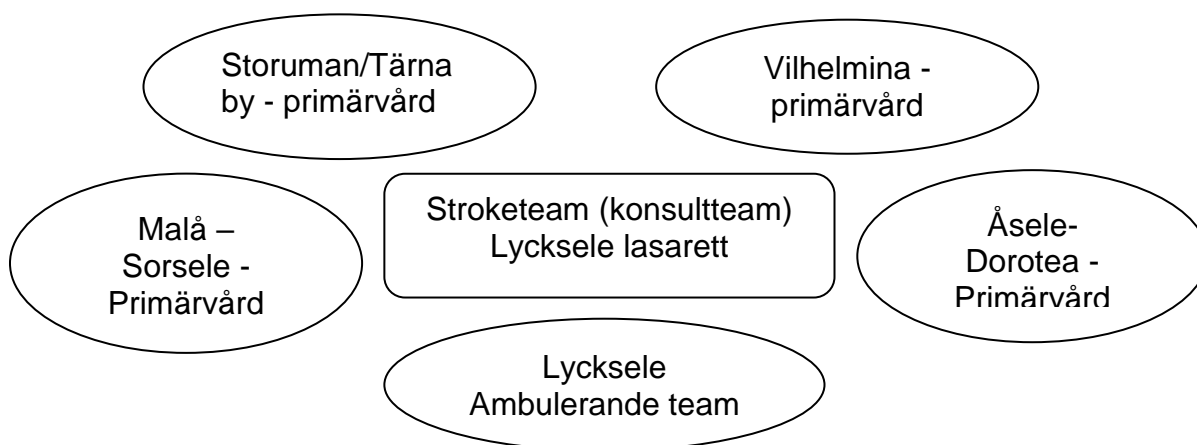 Storuman/Tärna
by - primärvård
Vilhelmina -
primärvård
Malå –
Sorsele -
Primärvård
Stroketeam (konsultteam)
Lycksele lasarett
Åsele-
Dorotea -
Primärvård
Lycksele
Ambulerande team